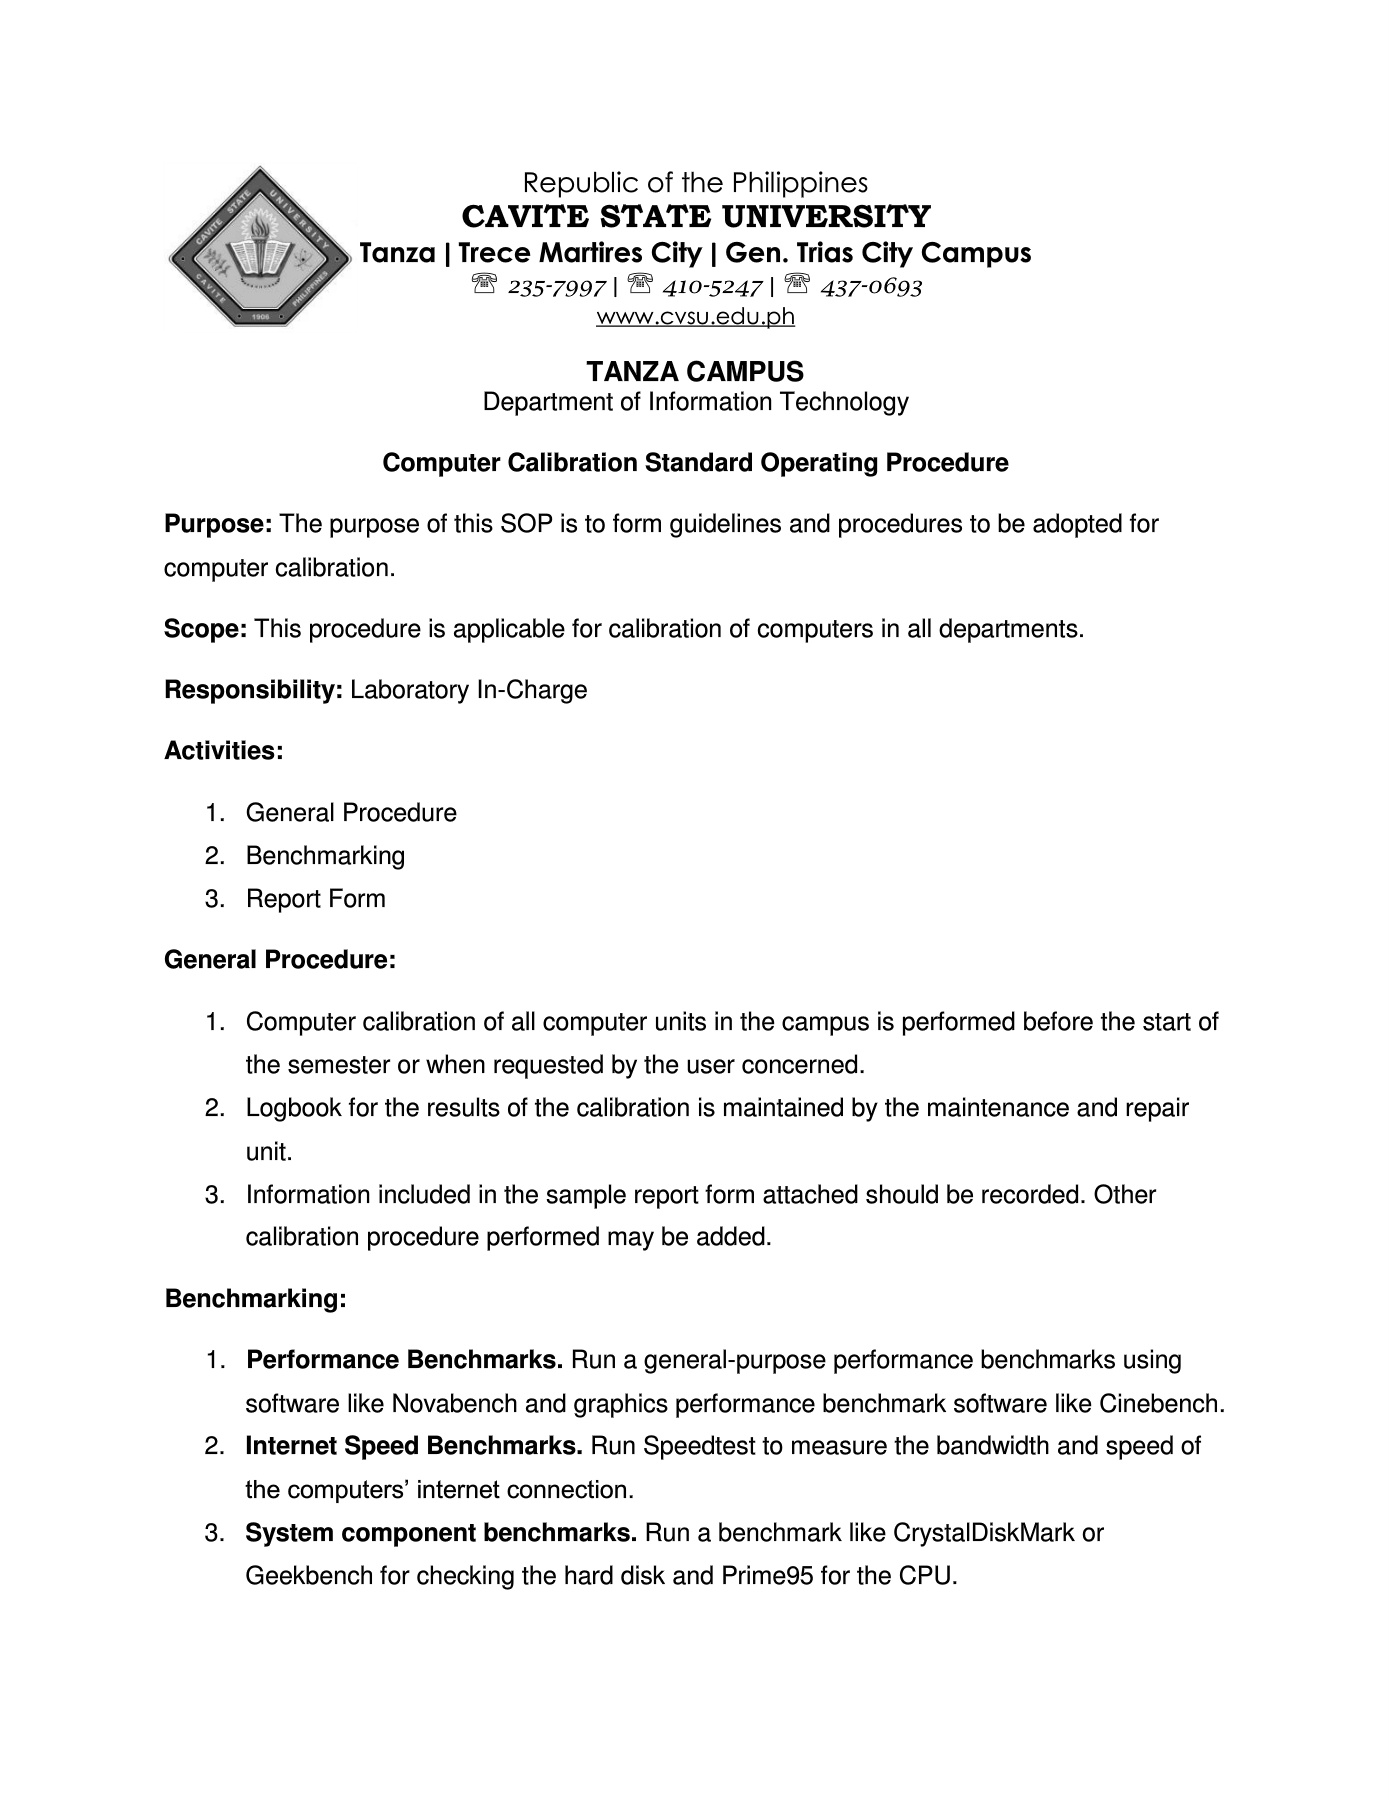 CAVITE STATE UNIVERSITY
CAVITE PHILIPPINES
1906
Republic of the Philippines
CAVITE STATE UNIVERSITY
Tanza | Trece Martires City | Gen. Trias City Campus
☏ 235-7997 | ☏ 410-5247 | ☏ 437-0693
www.cvsu.edu.ph
TANZA CAMPUS
Department of Information Technology
Computer Calibration Standard Operating Procedure
Purpose: The purpose of this SOP is to form guidelines and procedures to be adopted for
computer calibration.
Scope: This procedure is applicable for calibration of computers in all departments.
Responsibility: Laboratory In-Charge
Activities:
1. General Procedure
2. Benchmarking
3. Report Form
General Procedure:
1. Computer calibration of all computer units in the campus is performed before the start of
the semester or when requested by the user concerned.
2. Logbook for the results of the calibration is maintained by the maintenance and repair
unit.
3. Information included in the sample report form attached should be recorded. Other
calibration procedure performed may be added.
Benchmarking:
1. Performance Benchmarks. Run a general-purpose performance benchmarks using
software like Novabench and graphics performance benchmark software like Cinebench.
2. Internet Speed Benchmarks. Run Speedtest to measure the bandwidth and speed of
the computers’ internet connection.
3. System component benchmarks. Run a benchmark like CrystalDiskMark or
Geekbench for checking the hard disk and Prime95 for the CPU.